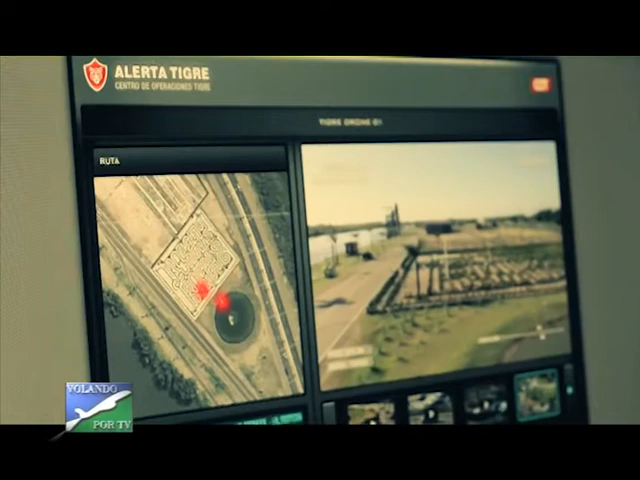 ALERTA TIGRE
CENTRO DE OPERACIONES TIGRE
TIGRE DRONE 01
RUTA
VOLANDO
POR TV